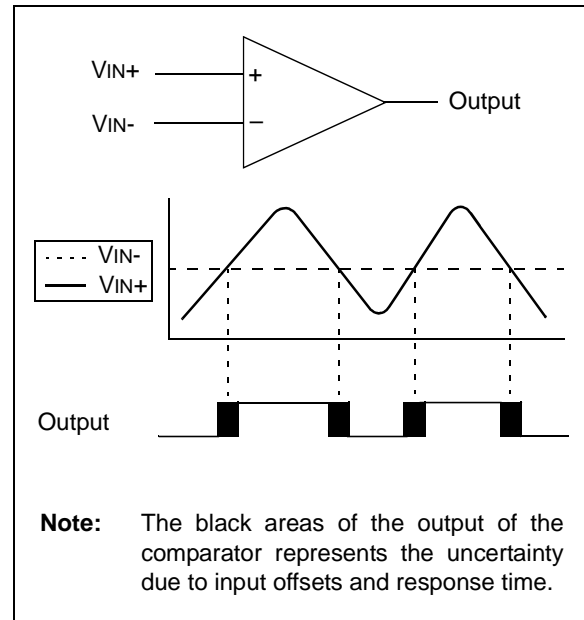 VIN+
+
Output
VIN-
–
VIN-
VIN+
Output
Note: The black areas of the output of the
comparator represents the uncertainty
due to input offsets and response time.